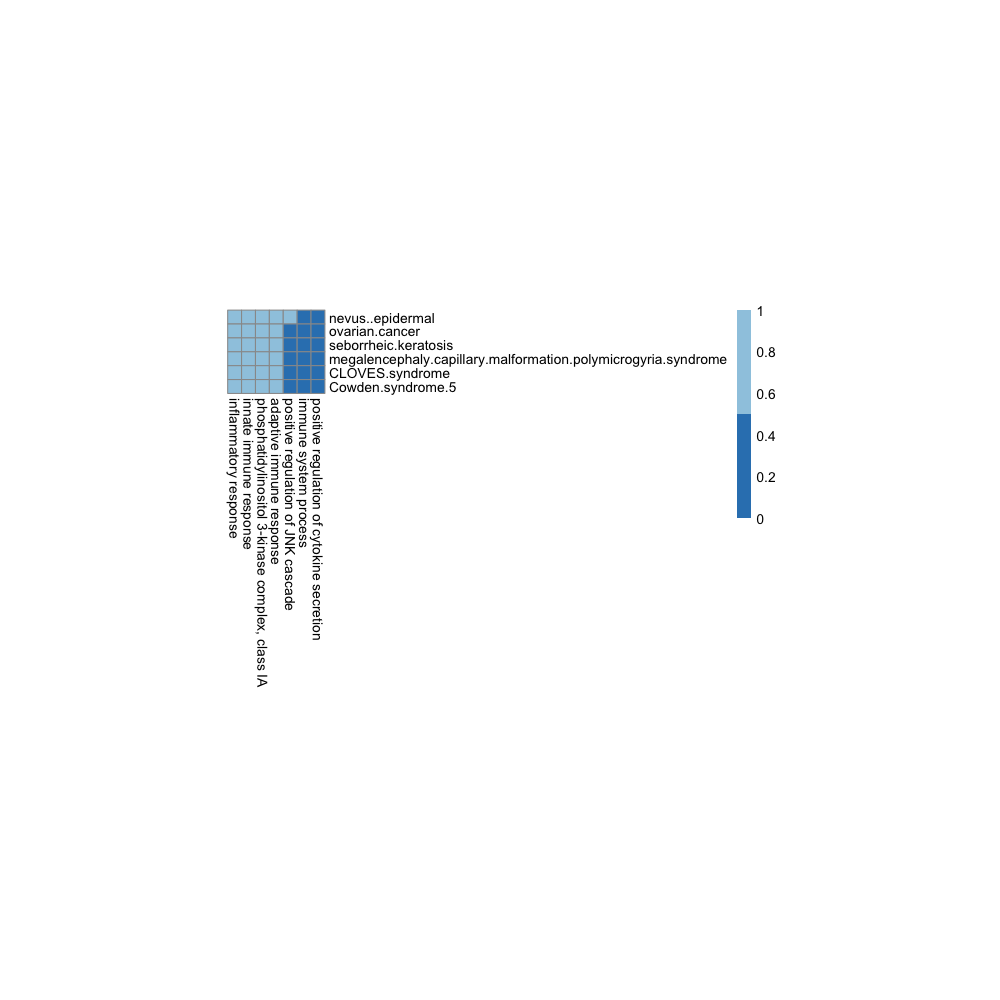 nevus..epidermal
ovarian.cancer
seborrheic.keratosis
megalencephaly.capillary.malformation.polymicrogyria.syndrome
CLOVES.syndrome
Cowden.syndrome.5
inflammatory response
innate immune response
phosphatidylinositol 3-kinase complex, class IA
adaptive immune response
positive regulation of JNK cascade
immune system process
positive regulation of cytokine secretion
1
0.8
0.6
0.4
0.2
0